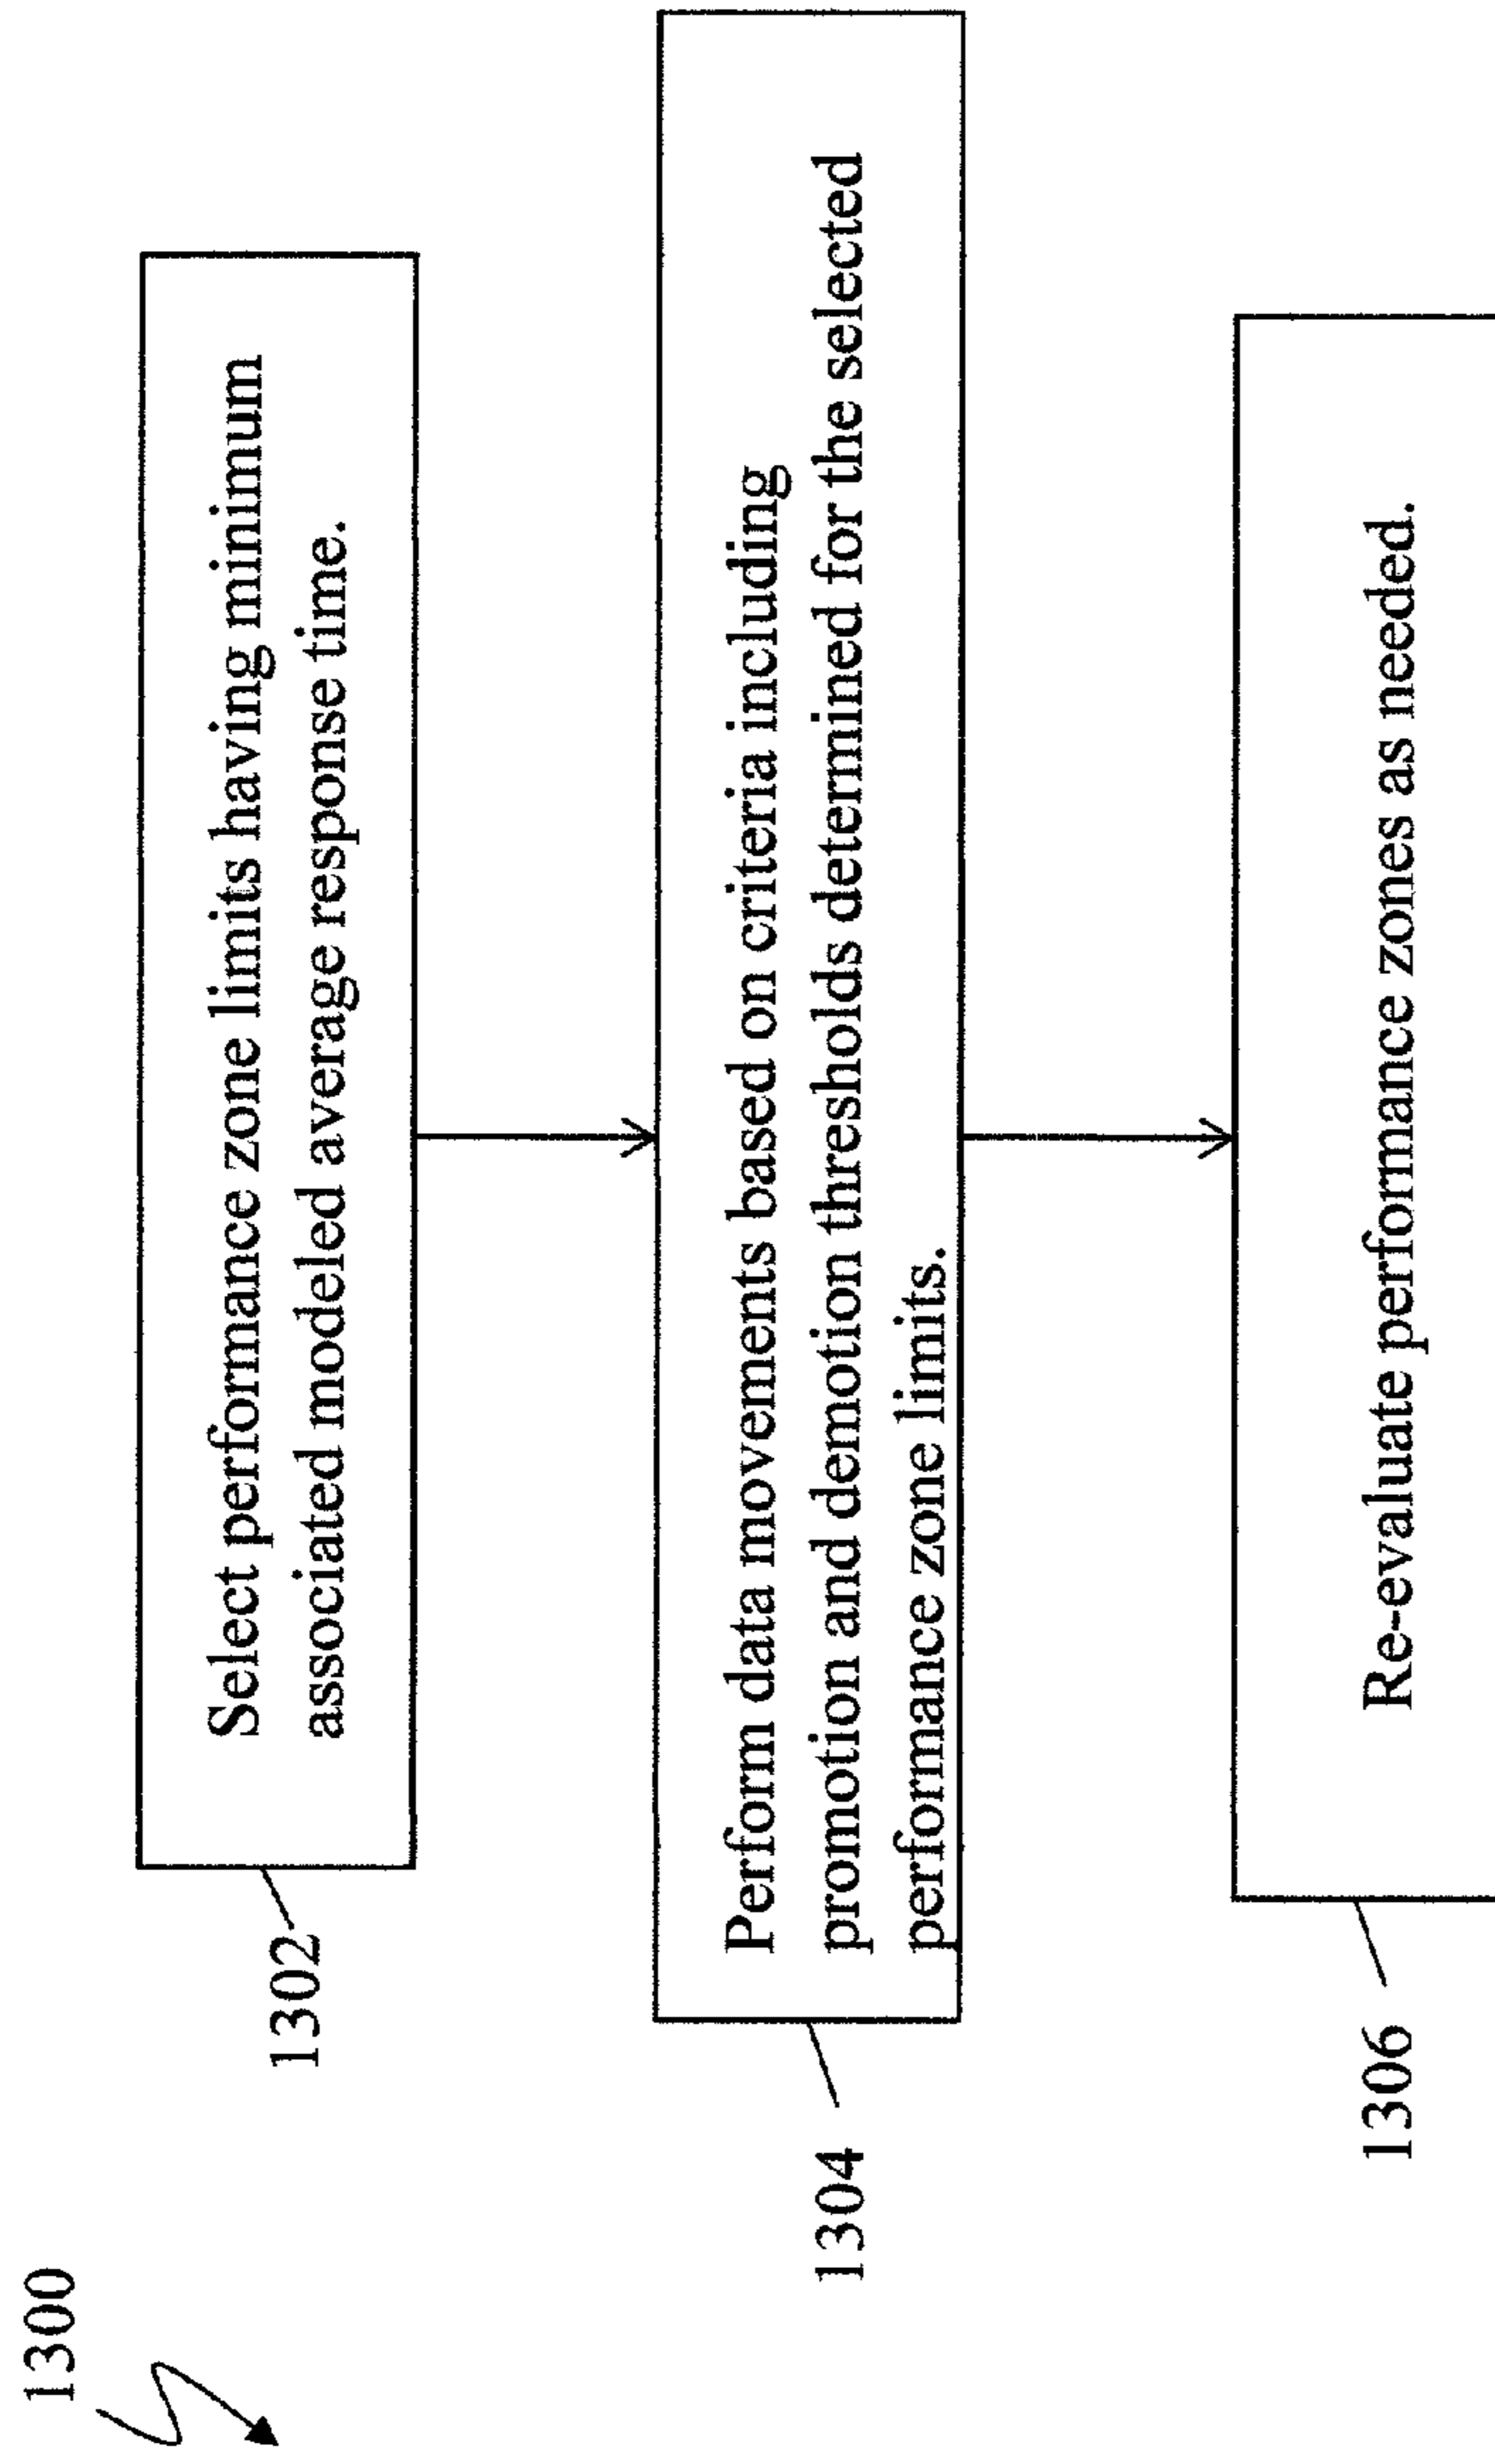 1300
1302
Select performance zone limits having minimum
associated modeled average response time.
1304
Perform data movements based on criteria including
promotion and demotion thresholds determined for the selected
performance zone limits.
1306
Re-evaluate performance zones as needed.